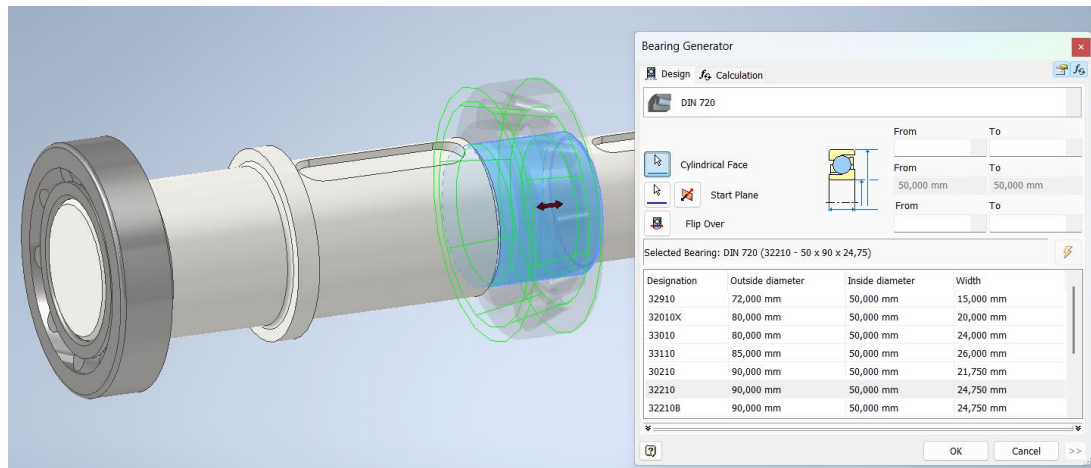 Bearing Generator
Design Calculation
DIN 720
From To
Cylindrical Face
From To
50,000 mm 50,000 mm
Start Plane
From To
Flip Over
Selected Bearing: DIN 720 (32210 - 50 x 90 x 24,75)
Designation Outside diameter Inside diameter Width
32910 72,000 mm 50,000 mm 15,000 mm
32010X 80,000 mm 50,000 mm 20,000 mm
33010 80,000 mm 50,000 mm 24,000 mm
33110 85,000 mm 50,000 mm 26,000 mm
30210 90,000 mm 50,000 mm 21,750 mm
32210 90,000 mm 50,000 mm 24,750 mm
32210B 90,000 mm 50,000 mm 24,750 mm
OK Cancel >>